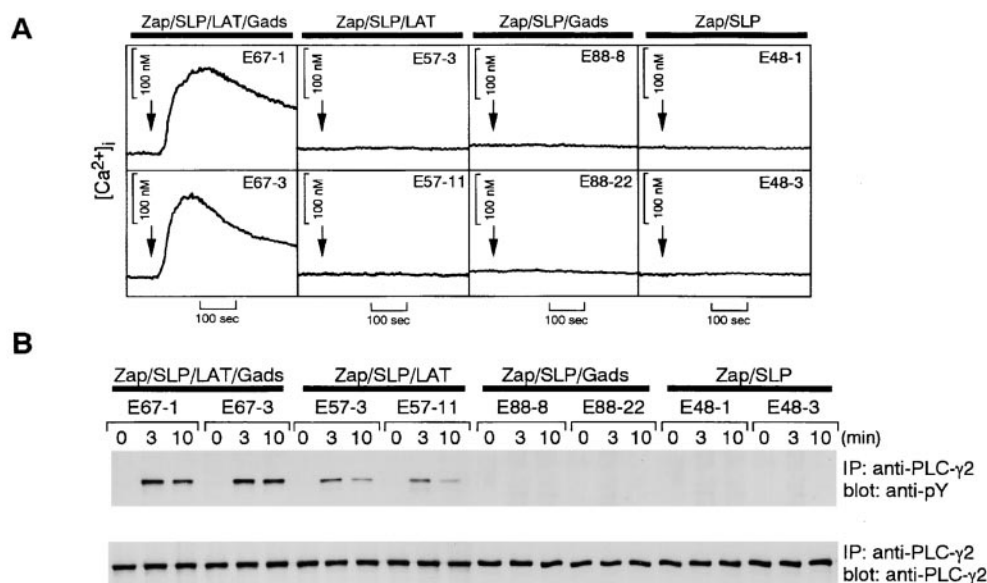 A
Zap/SLP/LAT/Gads Zap/SLP/LAT Zap/SLP/Gads Zap/SLP
E67-1 E57-3 E88-8 E48-1
100 nM 100 nM 100 nM 100 nM
[Ca²⁺]i
E67-3 E57-11 E88-22 E48-3
100 nM 100 nM 100 nM 100 nM
100 sec 100 sec 100 sec 100 sec
B
Zap/SLP/LAT/Gads Zap/SLP/LAT Zap/SLP/Gads Zap/SLP
E67-1 E67-3 E57-3 E57-11 E88-8 E88-22 E48-1 E48-3
0 3 10 0 3 10 0 3 10 0 3 10 0 3 10 0 3 10 0 3 10 0 3 10 (min)
IP: anti-PLC-γ2
blot: anti-pY
IP: anti-PLC-γ2
blot: anti-PLC-γ2